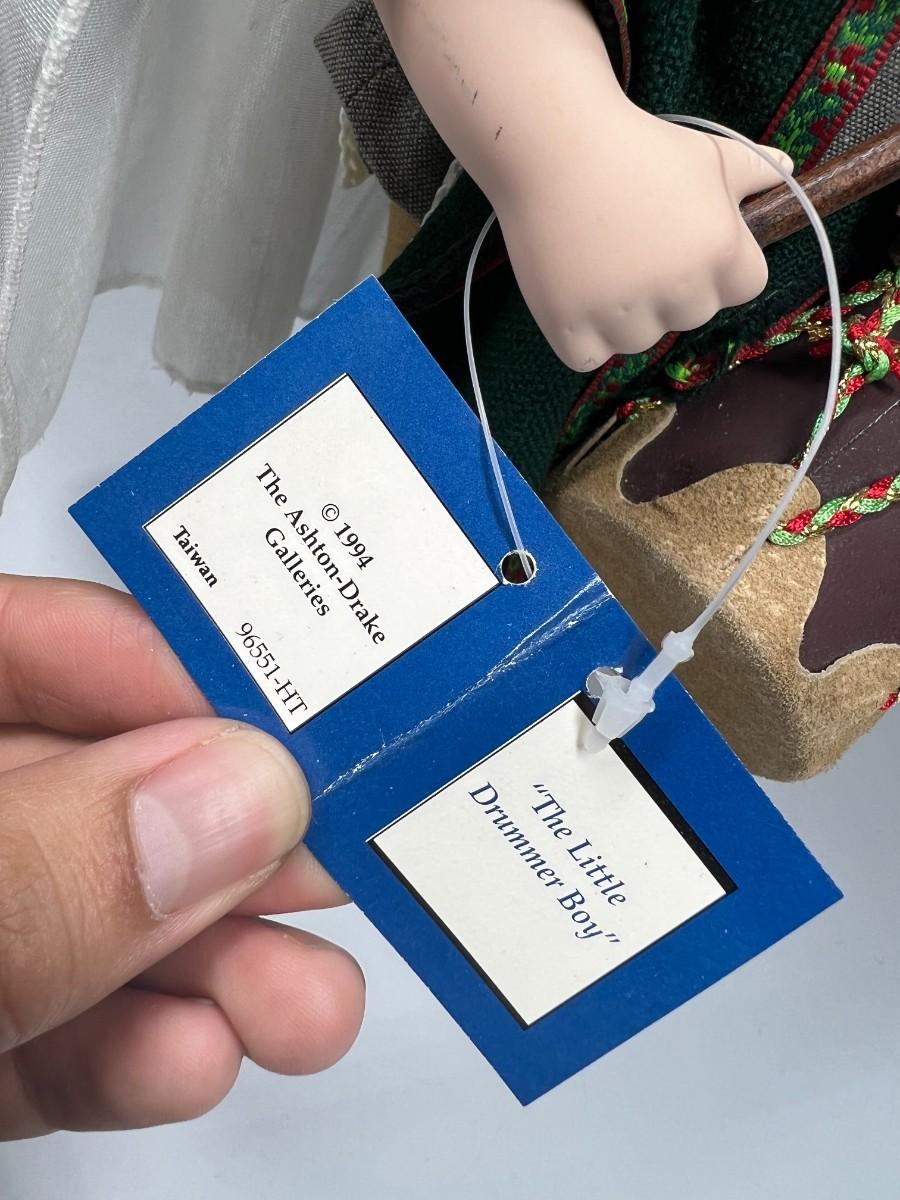 © 1994
The Ashton-Drake
Galleries
Taiwan
96551-HT
“The Little
Drummer Boy”